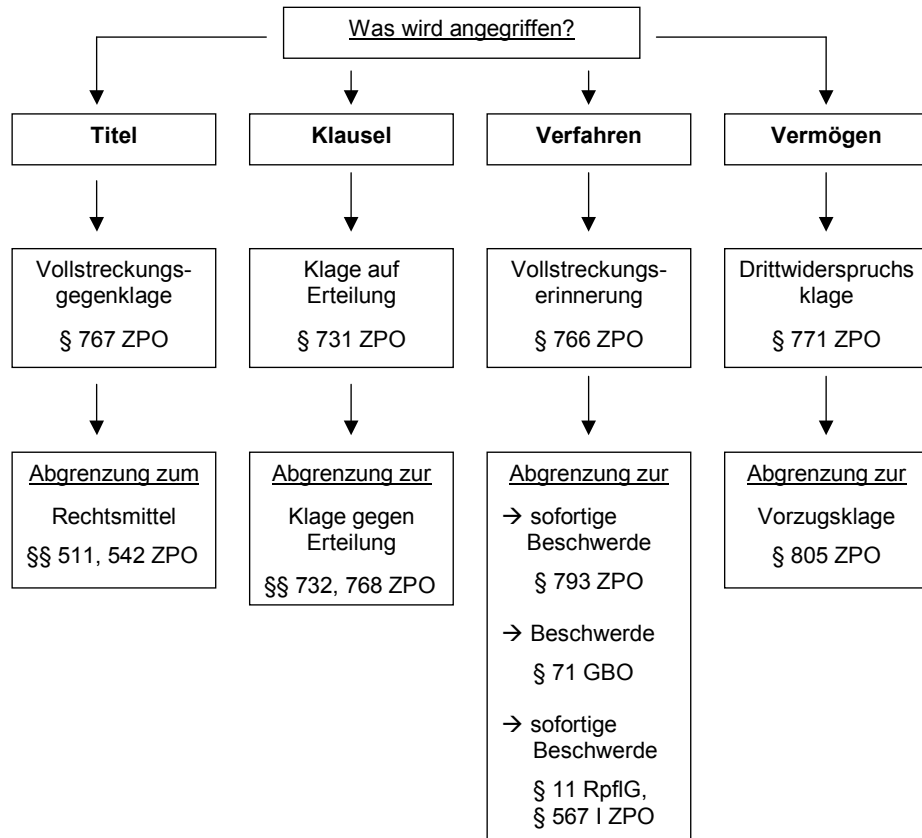 Was wird angegriffen?
Titel
Klausel
Verfahren
Vermögen
Vollstreckungs-
gegenklage
§ 767 ZPO
Klage auf
Erteilung
§ 731 ZPO
Vollstreckungs-
erinnerung
§ 766 ZPO
Drittwiderspruchs
klage
§ 771 ZPO
Abgrenzung zum
Rechtsmittel
§§ 511, 542 ZPO
Abgrenzung zur
Klage gegen
Erteilung
§§ 732, 768 ZPO
Abgrenzung zur
→ sofortige
Beschwerde
§ 793 ZPO
→ Beschwerde
§ 71 GBO
→ sofortige
Beschwerde
§ 11 RpflG,
§ 567 I ZPO
Abgrenzung zur
Vorzugsklage
§ 805 ZPO